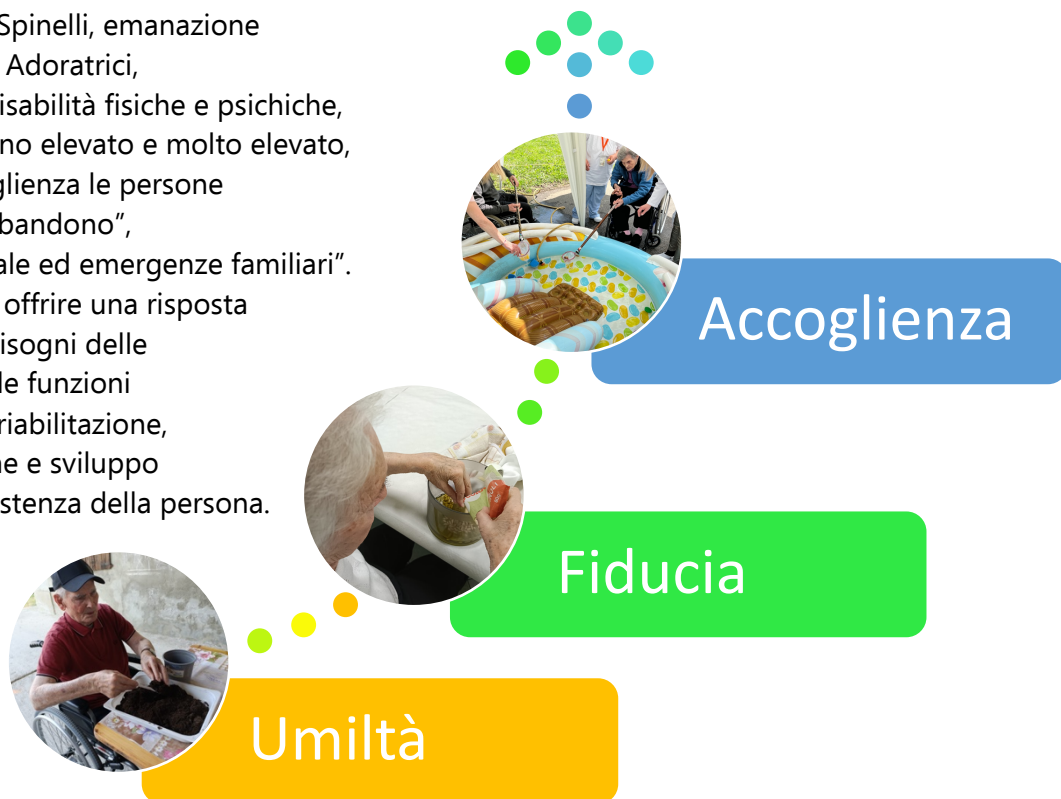 Spinelli, emanazione
Adoratrici,
isabilità fisiche e psichiche,
no elevato e molto elevato,
glienza le persone
bandono”,
ale ed emergenze familiari”.
offrire una risposta
isogni delle
le funzioni
riabilitazione,
ne e sviluppo
stenza della persona.
Accoglienza
Fiducia
Umiltà